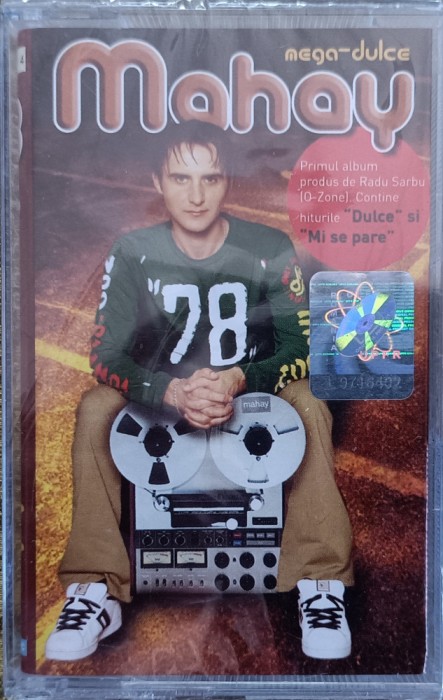 mega-dulce
Mahay
Primul album
produs de Radu Sarbu
(O-Zone). Contine
hiturile "Dulce" si
"Mi se pare"
"78"
mahay